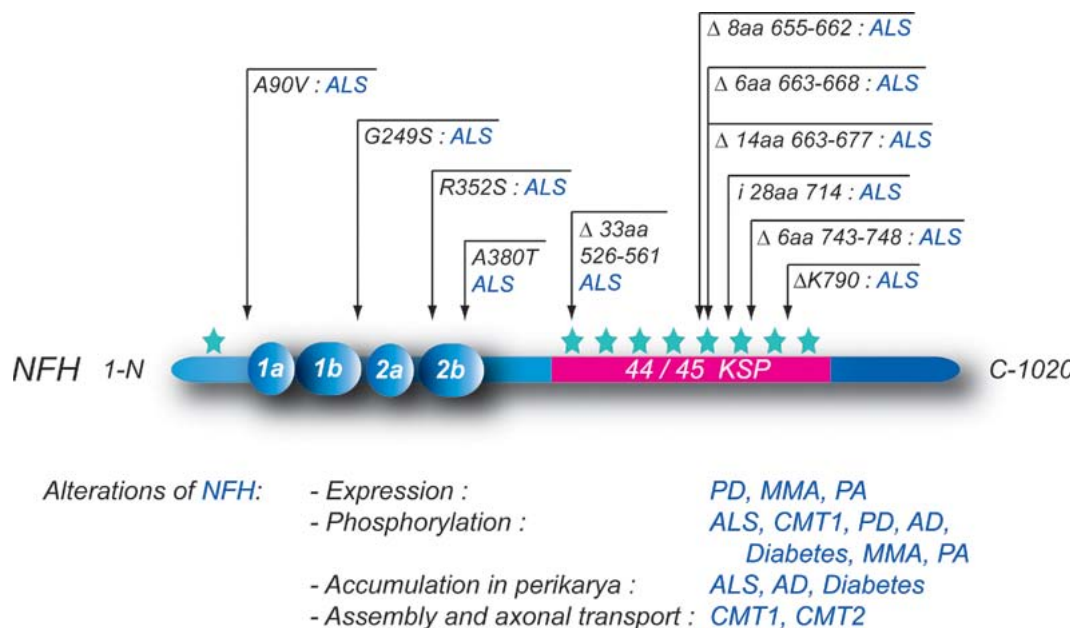 Δ 8aa 655-662 : ALS
A90V : ALS
Δ 6aa 663-668 : ALS
G249S : ALS
Δ 14aa 663-677 : ALS
R352S : ALS
i 28aa 714 : ALS
Δ 33aa
526-561
ALS
A380T
ALS
Δ 6aa 743-748 : ALS
ΔK790 : ALS
NFH 1-N 1a 1b 2a 2b 44 / 45 KSP C-1020
Alterations of NFH: - Expression : PD, MMA, PA
- Phosphorylation : ALS, CMT1, PD, AD,
Diabetes, MMA, PA
- Accumulation in perikarya : ALS, AD, Diabetes
- Assembly and axonal transport : CMT1, CMT2